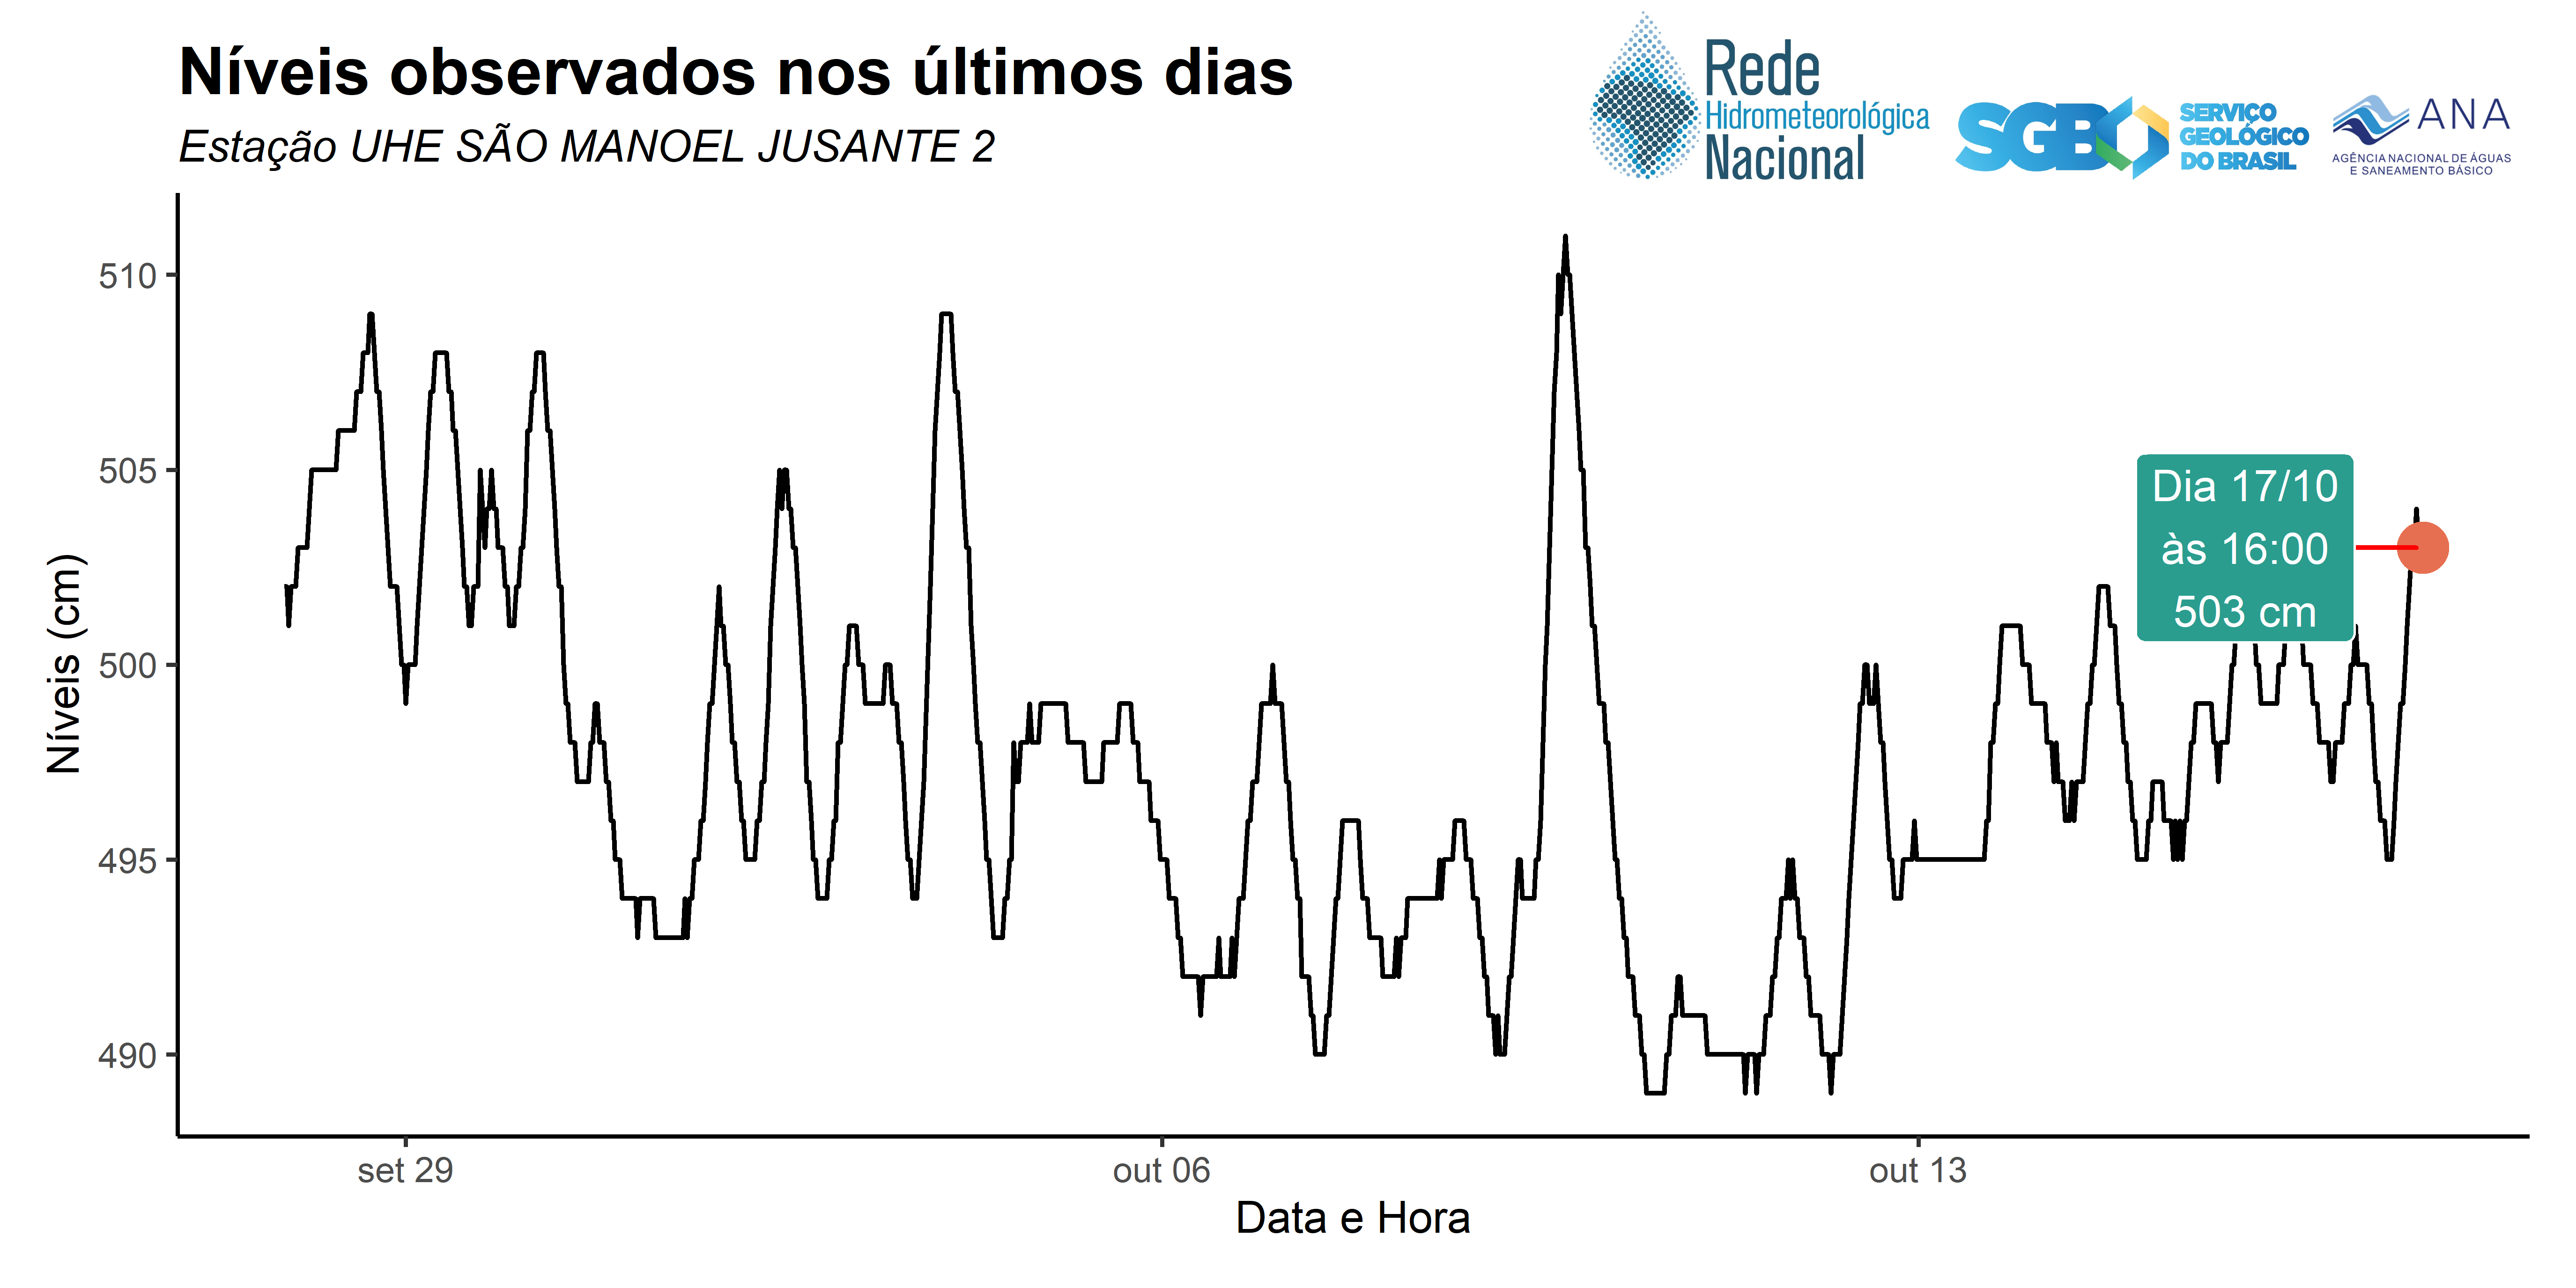 Níveis observados nos últimos dias
Estação UHE SÃO MANOEL JUSANTE 2
Rede
Hidrometeorológica
Nacional
SGB
SERVIÇO
GEOLÓGICO
DO BRASIL
ANA
AGÊNCIA NACIONAL DE ÁGUAS
E SANEAMENTO BÁSICO
Níveis (cm)
510
505
500
495
490
Dia 17/10
às 16:00
503 cm
set 29
out 06
out 13
Data e Hora